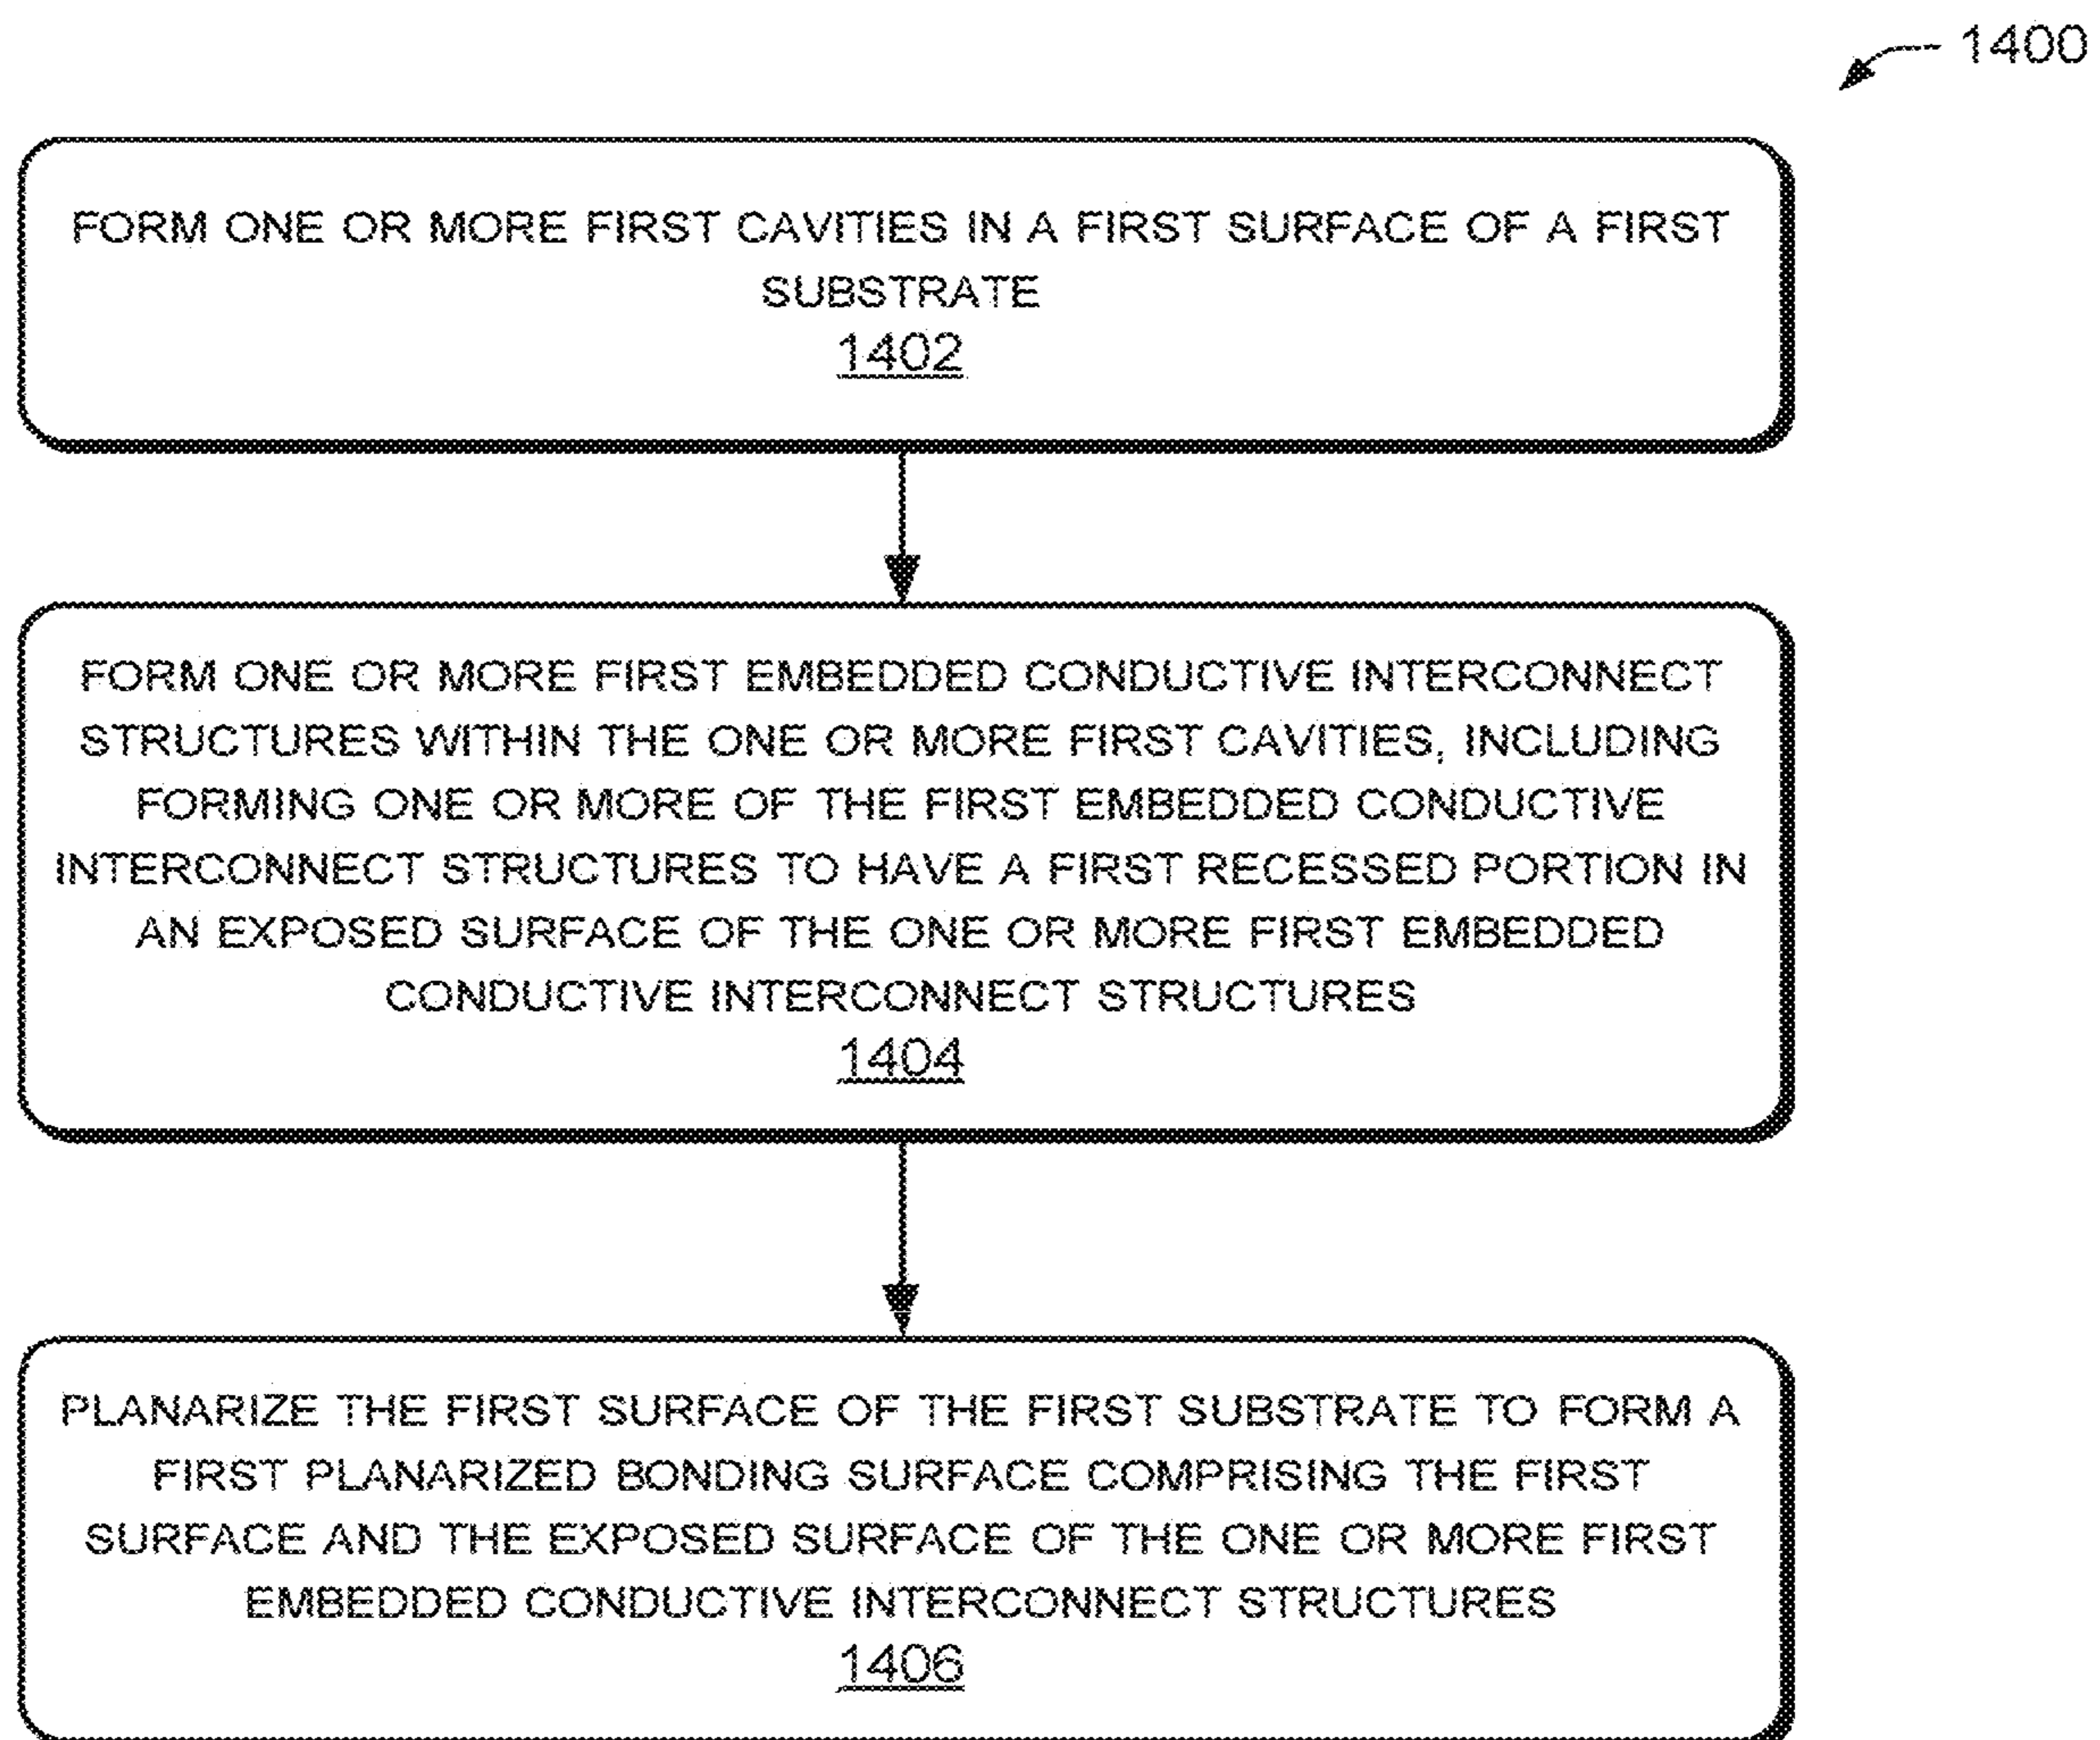 1400
FORM ONE OR MORE FIRST CAVITIES IN A FIRST SURFACE OF A FIRST
SUBSTRATE
1402
FORM ONE OR MORE FIRST EMBEDDED CONDUCTIVE INTERCONNECT
STRUCTURES WITHIN THE ONE OR MORE FIRST CAVITIES, INCLUDING
FORMING ONE OR MORE OF THE FIRST EMBEDDED CONDUCTIVE
INTERCONNECT STRUCTURES TO HAVE A FIRST RECESSED PORTION IN
AN EXPOSED SURFACE OF THE ONE OR MORE FIRST EMBEDDED
CONDUCTIVE INTERCONNECT STRUCTURES
1404
PLANARIZE THE FIRST SURFACE OF THE FIRST SUBSTRATE TO FORM A
FIRST PLANARIZED BONDING SURFACE COMPRISING THE FIRST
SURFACE AND THE EXPOSED SURFACE OF THE ONE OR MORE FIRST
EMBEDDED CONDUCTIVE INTERCONNECT STRUCTURES
1406